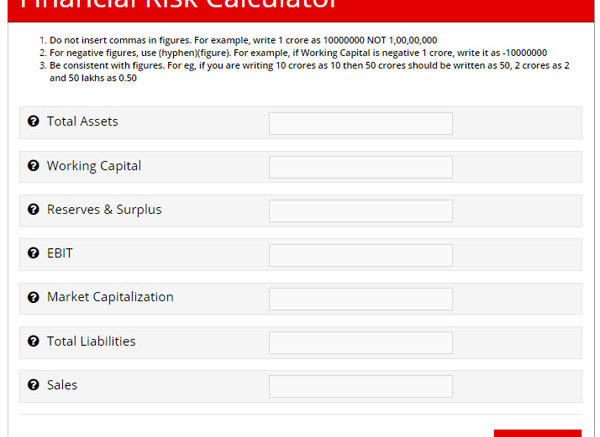 Financial Risk Calculator
1. Do not insert commas in figures. For example, write 1 crore as 10000000 NOT 1,00,00,000
2. For negative figures, use (hyphen)(figure). For example, if Working Capital is negative 1 crore, write it as -10000000
3. Be consistent with figures. For eg, if you are writing 10 crores as 10 then 50 crores should be written as 50, 2 crores as 2
and 50 lakhs as 0.50
Total Assets
Working Capital
Reserves & Surplus
EBIT
Market Capitalization
Total Liabilities
Sales